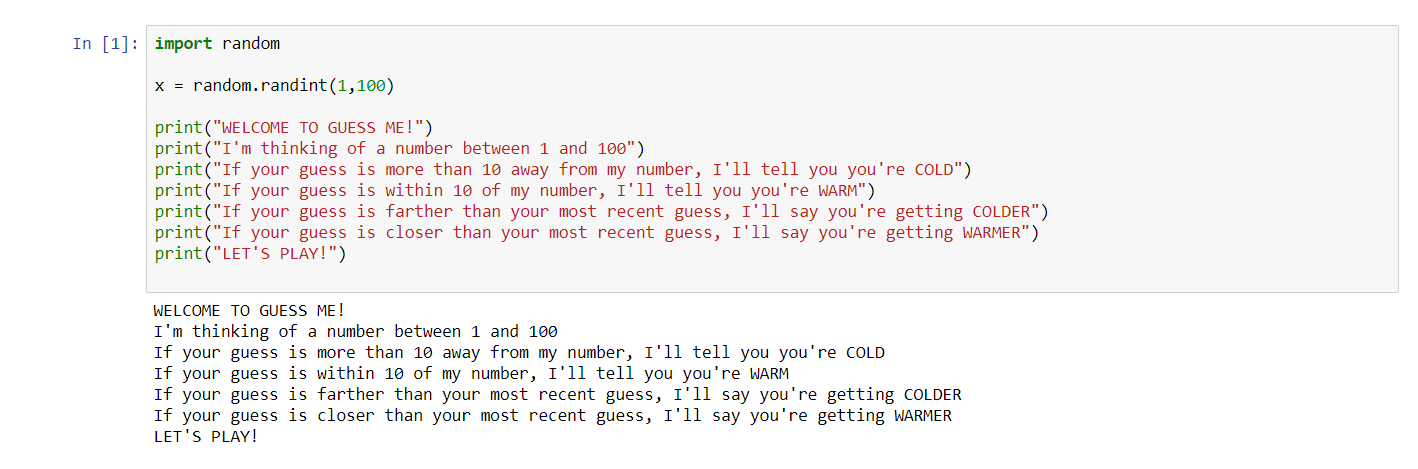 In [1]: import random
x = random.randint(1,100)
print("WELCOME TO GUESS ME!")
print("I'm thinking of a number between 1 and 100")
print("If your guess is more than 10 away from my number, I'll tell you you're COLD")
print("If your guess is within 10 of my number, I'll tell you you're WARM")
print("If your guess is farther than your most recent guess, I'll say you're getting COLDER")
print("If your guess is closer than your most recent guess, I'll say you're getting WARMER")
print("LET'S PLAY!")
WELCOME TO GUESS ME!
I'm thinking of a number between 1 and 100
If your guess is more than 10 away from my number, I'll tell you you're COLD
If your guess is within 10 of my number, I'll tell you you're WARM
If your guess is farther than your most recent guess, I'll say you're getting COLDER
If your guess is closer than your most recent guess, I'll say you're getting WARMER
LET'S PLAY!